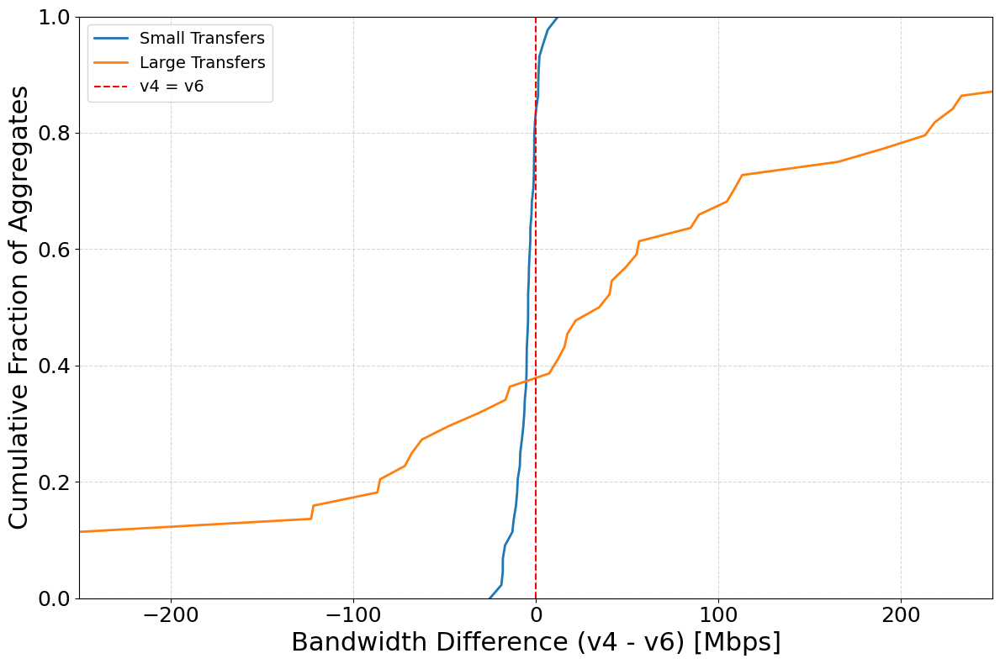 Small Transfers
Large Transfers
v4 = v6
Cumulative Fraction of Aggregates
1.0
0.8
0.6
0.4
0.2
0.0
−200
−100
0
100
200
Bandwidth Difference (v4 - v6) [Mbps]